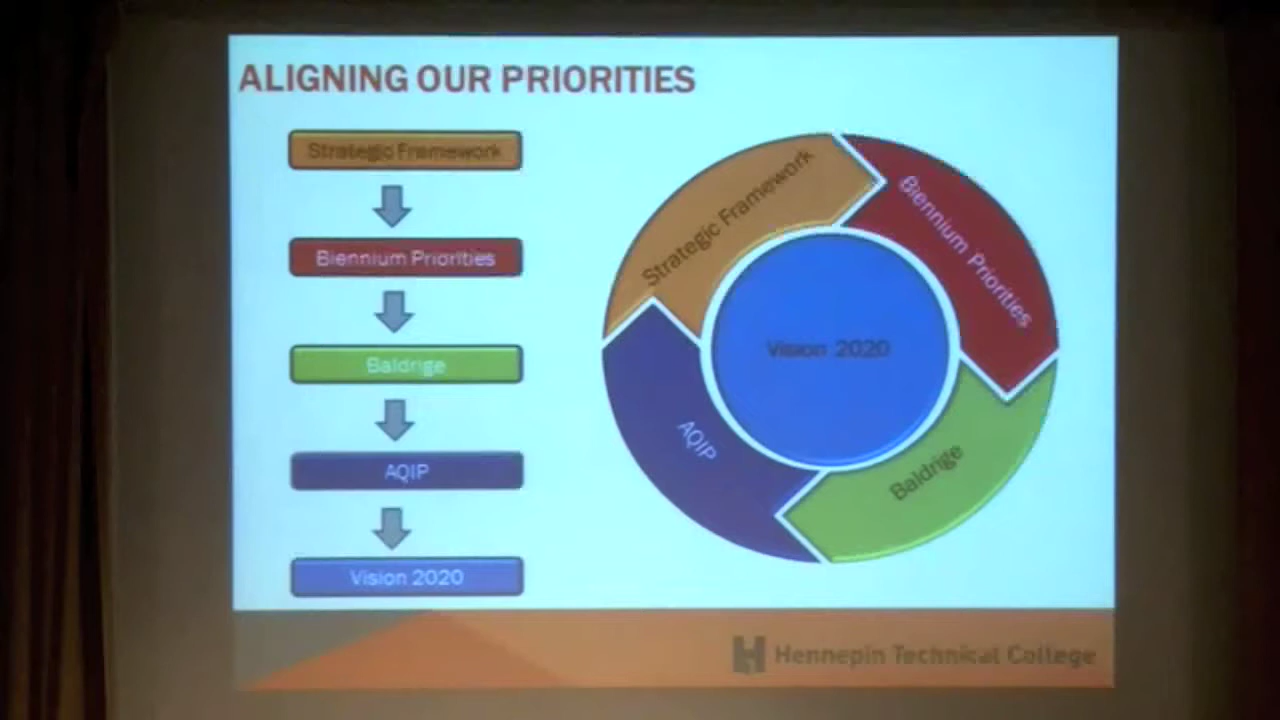 ALIGNING OUR PRIORITIES
Strategic Framework
Biennium Priorities
Baldrige
AQIP
Vision 2020
Strategic Framework
Biennium Priorities
Vision 2020
AQIP
Baldrige
Hennepin Technical College